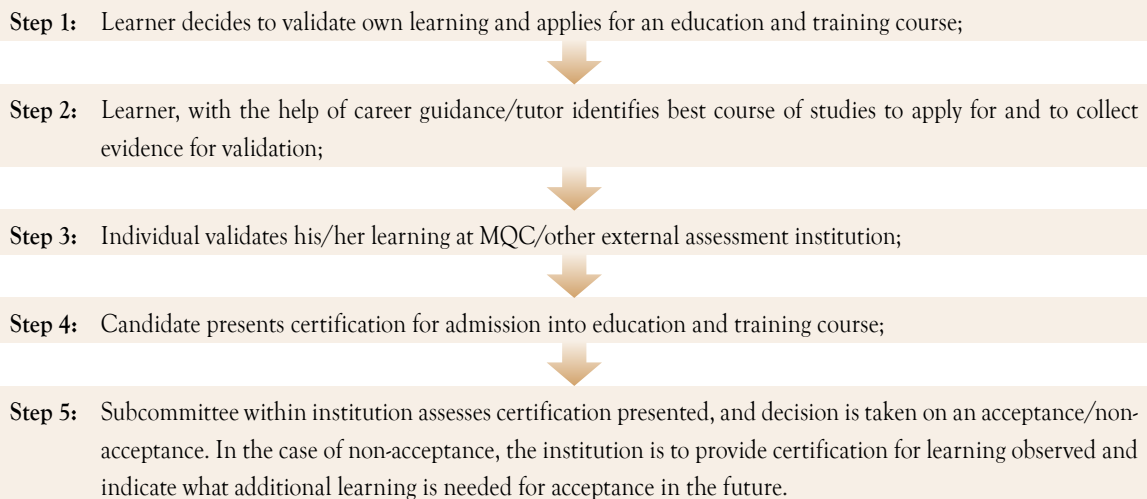 Step 1: Learner decides to validate own learning and applies for an education and training course;
Step 2: Learner, with the help of career guidance/tutor identifies best course of studies to apply for and to collect
evidence for validation;
Step 3: Individual validates his/her learning at MQC/other external assessment institution;
Step 4: Candidate presents certification for admission into education and training course;
Step 5: Subcommittee within institution assesses certification presented, and decision is taken on an acceptance/non-
acceptance. In the case of non-acceptance, the institution is to provide certification for learning observed and
indicate what additional learning is needed for acceptance in the future.